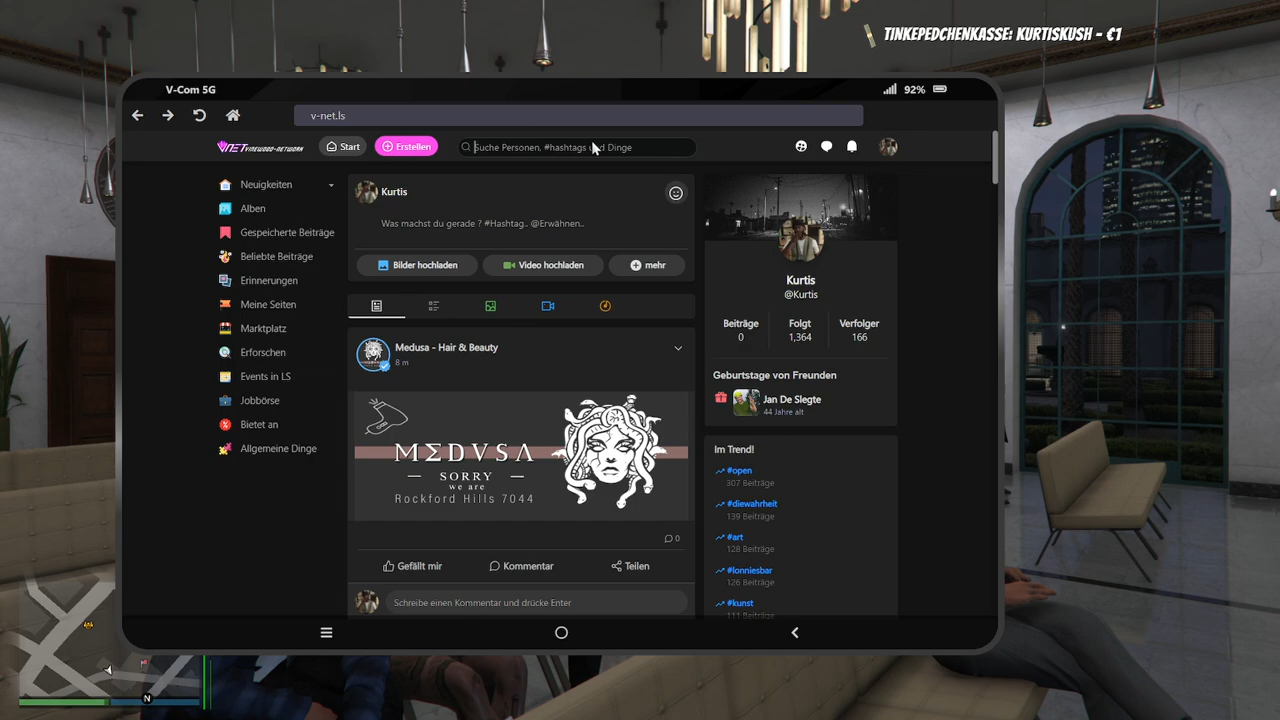 TINKEPEDCHENKASSE: KURTISKUSH - €1
V-Com 5G
92%
v-net.ls
VNET VINEWOOD-NETWORK
Start
Erstellen
Suche Personen, #hashtags und Dinge
Neuigkeiten
Alben
Gespeicherte Beiträge
Beliebte Beiträge
Erinnerungen
Meine Seiten
Marktplatz
Erforschen
Events in LS
Jobbörse
Bietet an
Allgemeine Dinge
Kurtis
Was machst du gerade ? #Hashtag.. @Erwähnen..
Bilder hochladen
Video hochladen
mehr
Medusa - Hair & Beauty
8 m
MEDVSA
SORRY
we are
Rockford Hills 7044
0
Gefällt mir
Kommentar
Teilen
Schreibe einen Kommentar und drücke Enter
Kurtis
@Kurtis
Beiträge
Folgt
Verfolger
0
1,364
166
Geburtstage von Freunden
Jan De Slegte
44 Jahre alt
Im Trend!
#open
307 Beiträge
#diewahrheit
139 Beiträge
#art
128 Beiträge
#lonniesbar
126 Beiträge
#kunst
111 Beiträge
N